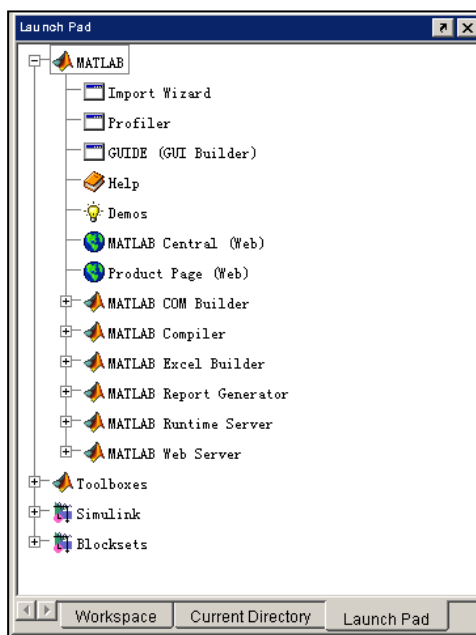 Launch Pad
MATLAB
Import Wizard
Profiler
GUIDE (GUI Builder)
Help
Demos
MATLAB Central (Web)
Product Page (Web)
MATLAB COM Builder
MATLAB Compiler
MATLAB Excel Builder
MATLAB Report Generator
MATLAB Runtime Server
MATLAB Web Server
Toolboxes
Simulink
Blocksets
Workspace Current Directory Launch Pad